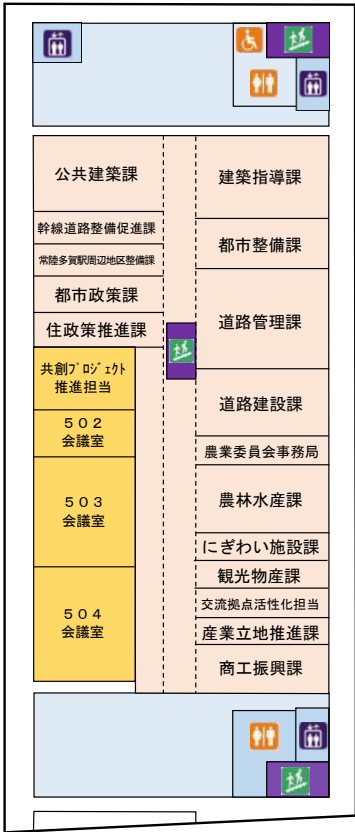 公共建築課
幹線道路整備促進課
常陸多賀駅周辺地区整備課
都市政策課
住政策推進課
共創ﾌﾟﾛｼﾞｪｸﾄ
推進担当
５０２
会議室
５０３
会議室
５０４
会議室
建築指導課
都市整備課
道路管理課
道路建設課
農業委員会事務局
農林水産課
にぎわい施設課
観光物産課
交流拠点活性化担当
産業立地推進課
商工振興課